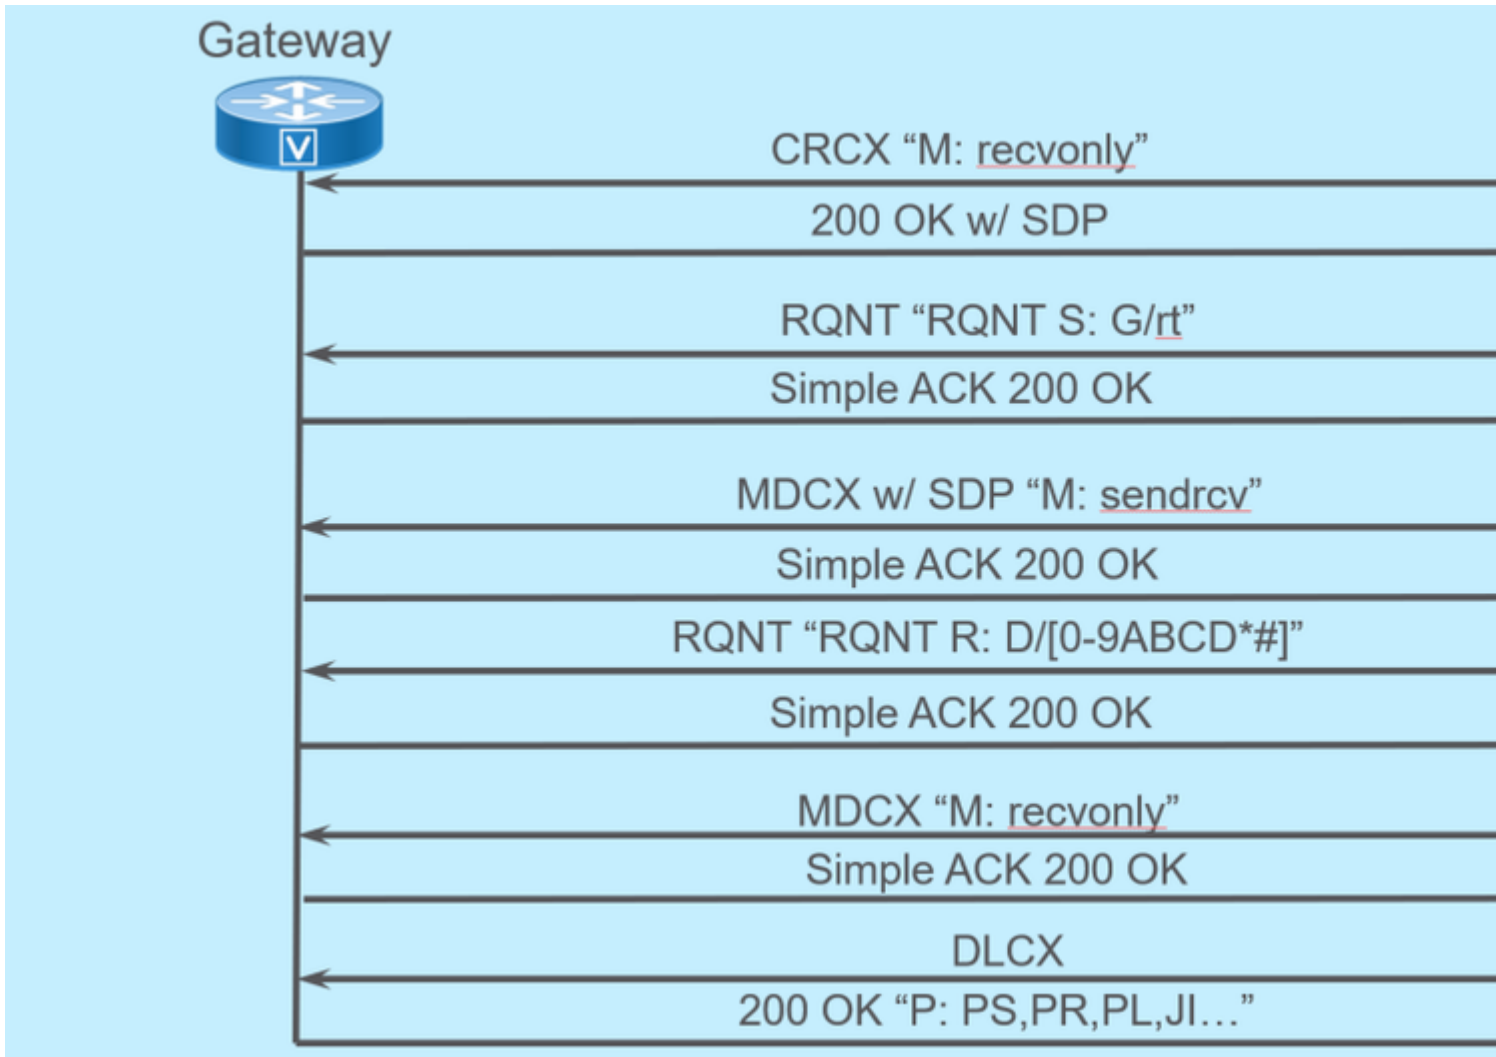 Gateway
V
CRCX “M: recvonly”
200 OK w/ SDP
RQNT “RQNT S: G/rt”
Simple ACK 200 OK
MDCX w/ SDP “M: sendrcv”
Simple ACK 200 OK
RQNT “RQNT R: D/[0-9ABCD*#]”
Simple ACK 200 OK
MDCX “M: recvonly”
Simple ACK 200 OK
DLCX
200 OK “P: PS,PR,PL,JI…”